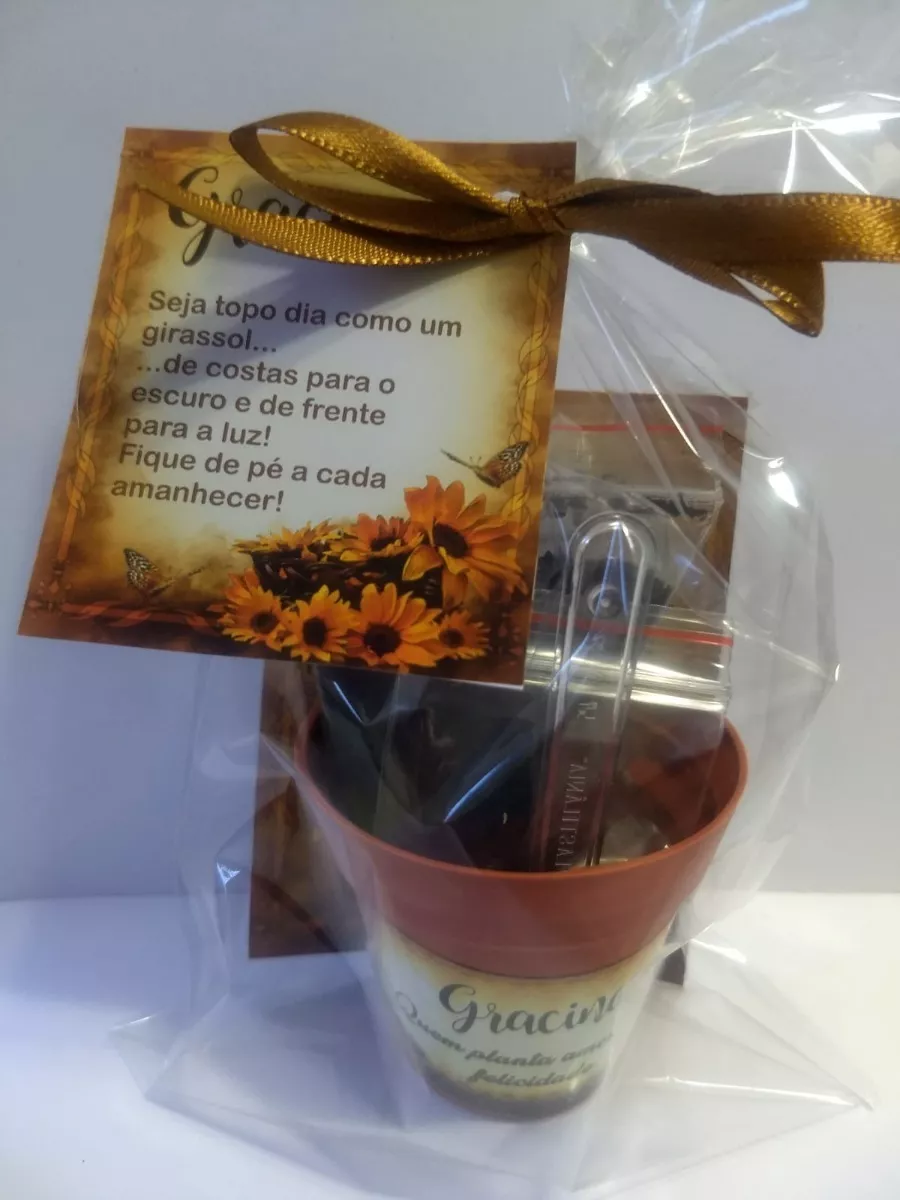 Seja topo dia como um
girassol...
...de costas para o
escuro e de frente
para a luz!
Fique de pé a cada
amanhecer!
Quem planta
felicidade